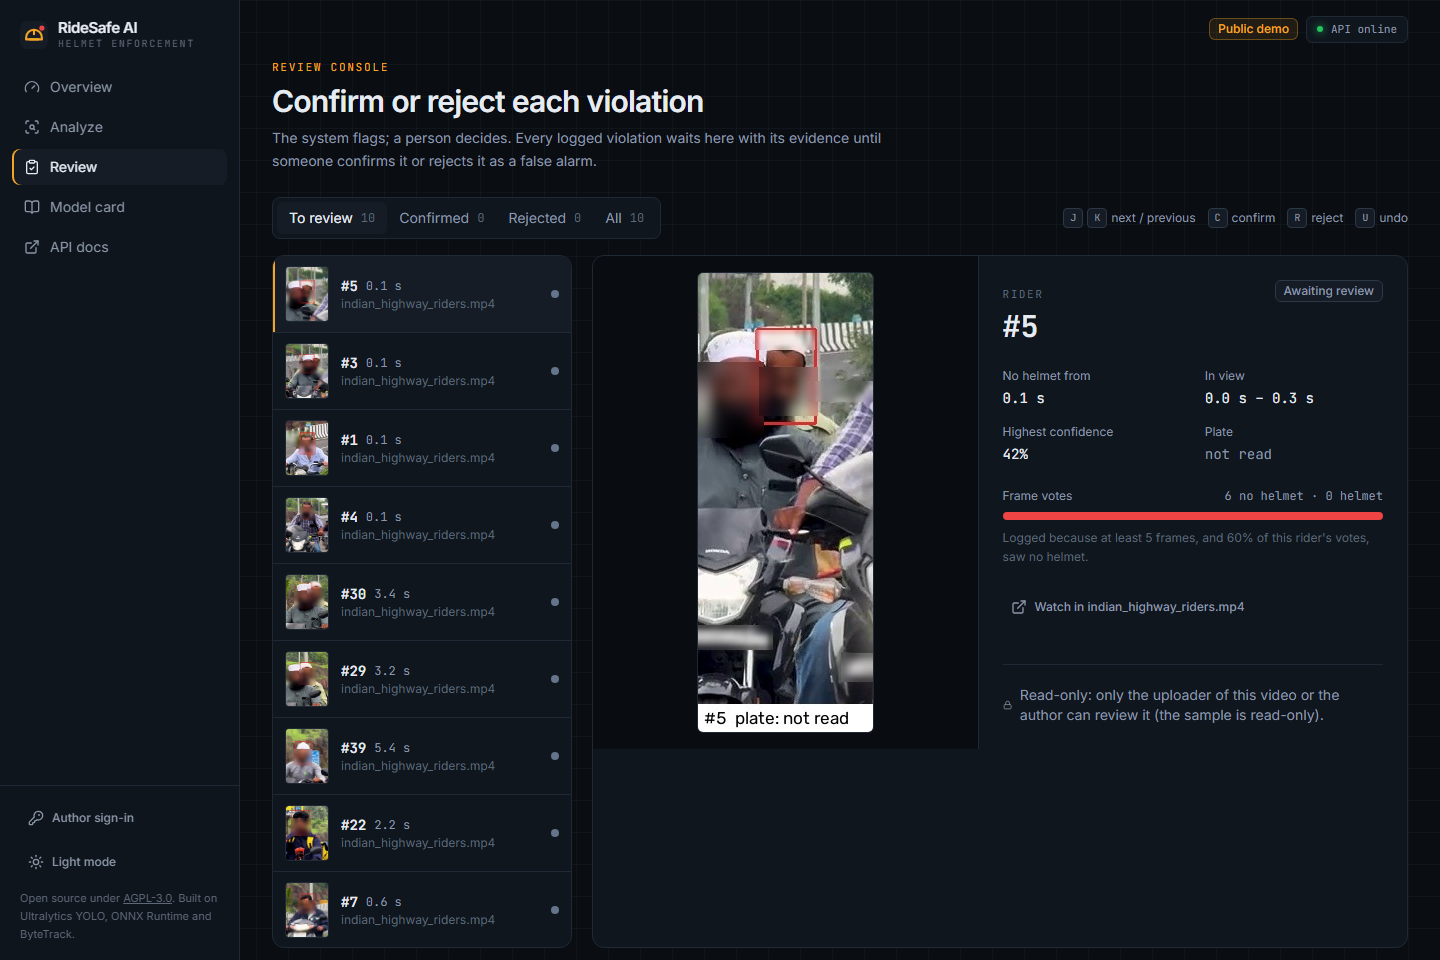 RideSafe AI
HELMET ENFORCEMENT
Overview
Analyze
Review
Model card
API docs
Author sign-in
Light mode
Open source under AGPL-3.0. Built on
Ultralytics YOLO, ONNX Runtime and
ByteTrack.
Public demo
API online
REVIEW CONSOLE
Confirm or reject each violation
The system flags; a person decides. Every logged violation waits here with its evidence until
someone confirms it or rejects it as a false alarm.
To review 10 Confirmed 0 Rejected 0 All 10
J K next / previous C confirm R reject U undo
#5 0.1 s
indian_highway_riders.mp4
#3 0.1 s
indian_highway_riders.mp4
#1 0.1 s
indian_highway_riders.mp4
#4 0.1 s
indian_highway_riders.mp4
#30 3.4 s
indian_highway_riders.mp4
#29 3.2 s
indian_highway_riders.mp4
#39 5.4 s
indian_highway_riders.mp4
#22 2.2 s
indian_highway_riders.mp4
#7 0.6 s
indian_highway_riders.mp4
HONDA
#5 plate: not read
RIDER
Awaiting review
#5
No helmet from
0.1 s
In view
0.0 s – 0.3 s
Highest confidence
42%
Plate
not read
Frame votes
6 no helmet · 0 helmet
Logged because at least 5 frames, and 60% of this rider's votes,
saw no helmet.
Watch in indian_highway_riders.mp4
Read-only: only the uploader of this video or the
author can review it (the sample is read-only).